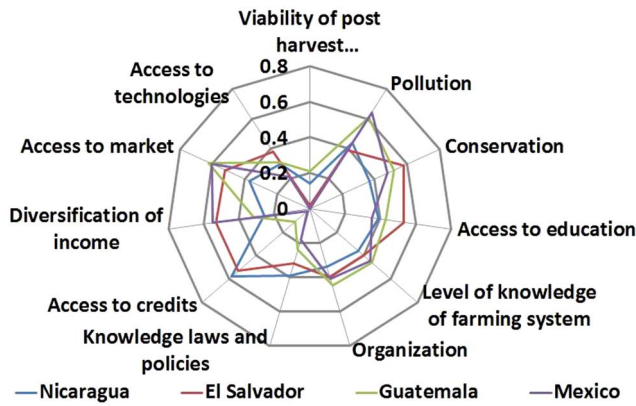 Viability of post
harvest...
Pollution
Conservation
Access to education
Level of knowledge
of farming system
Organization
Knowledge laws and
policies
Access to credits
Diversification of
income
Access to market
Access to
technologies
0.8
0.6
0.4
0.2
0
Nicaragua
El Salvador
Guatemala
Mexico